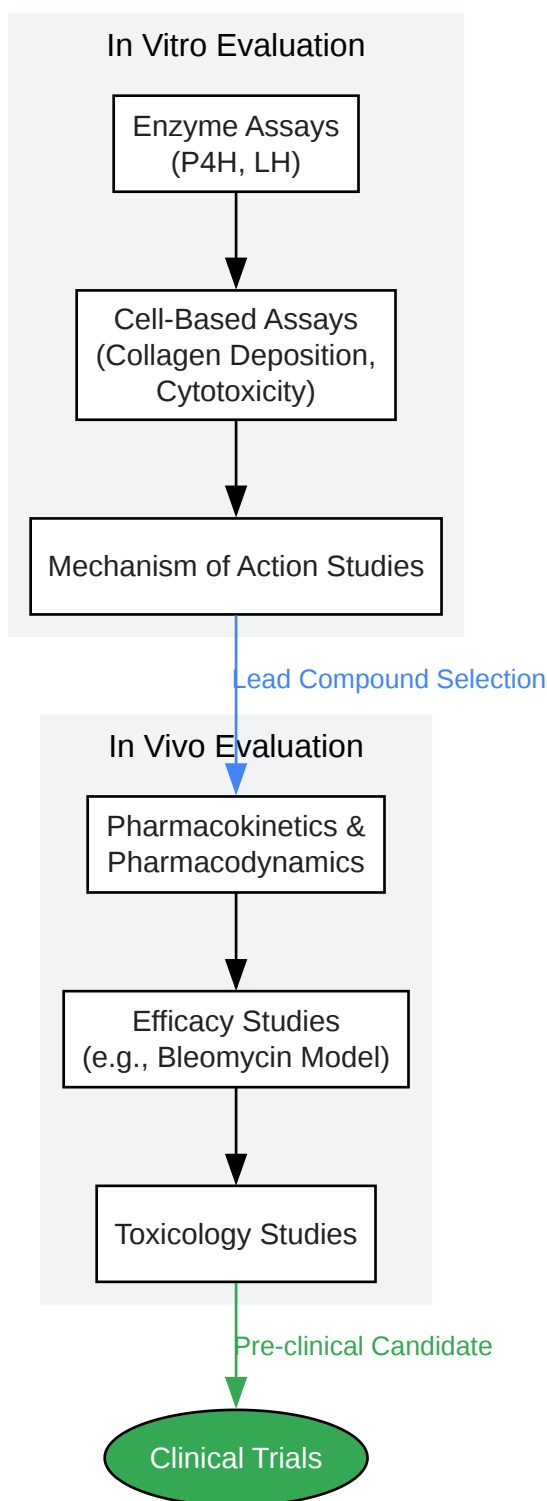 In Vitro Evaluation
Enzyme Assays
(P4H, LH)
Cell-Based Assays
(Collagen Deposition,
Cytotoxicity)
Mechanism of Action Studies
Lead Compound Selection
In Vivo Evaluation
Pharmacokinetics &
Pharmacodynamics
Efficacy Studies
(e.g., Bleomycin Model)
Toxicology Studies
Pre-clinical Candidate
Clinical Trials